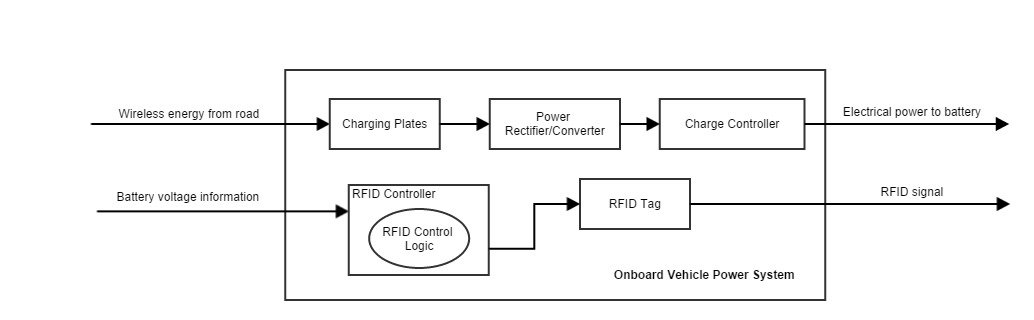 Wireless energy from road
Charging Plates
Power
Rectifier/Converter
Charge Controller
Electrical power to battery
Battery voltage information
RFID Controller
RFID Control
Logic
RFID Tag
RFID signal
Onboard Vehicle Power System